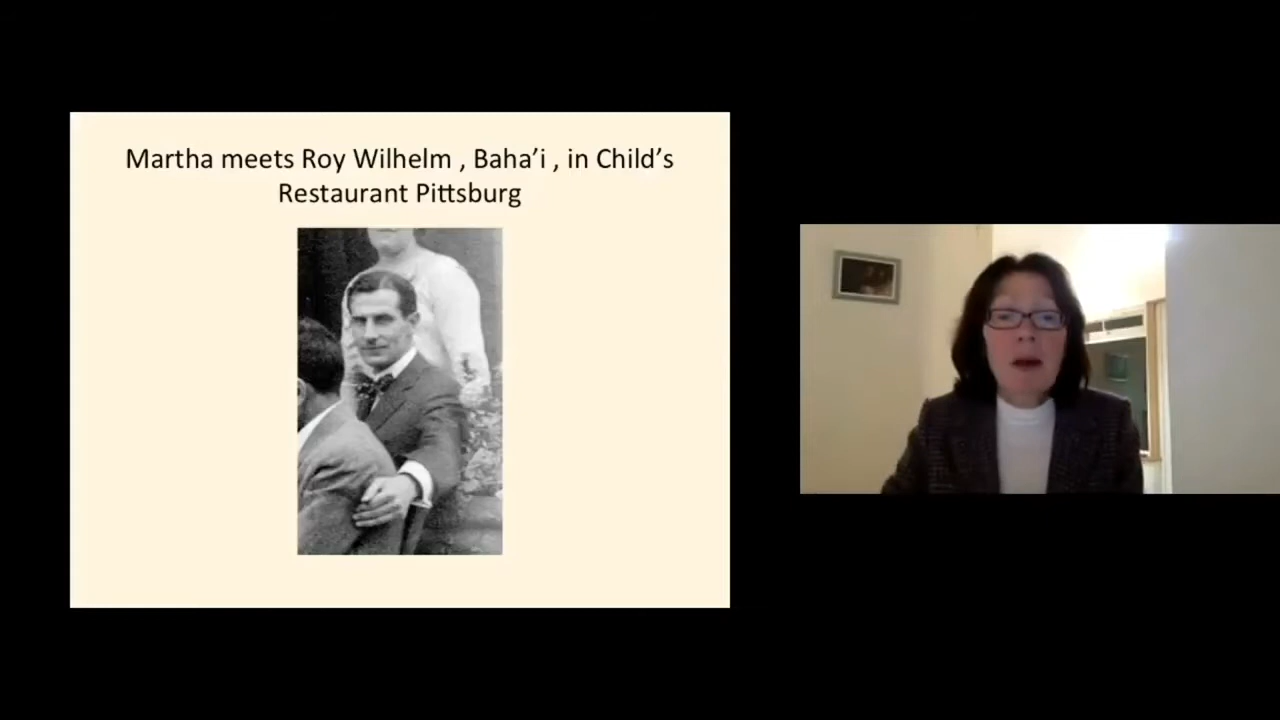 Martha meets Roy Wilhelm , Baha’i , in Child’s
Restaurant Pittsburg